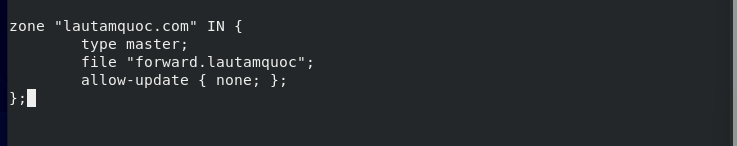 zone "lautamquoc.com" IN {
        type master;
        file "forward.lautamquoc";
        allow-update { none; };
};